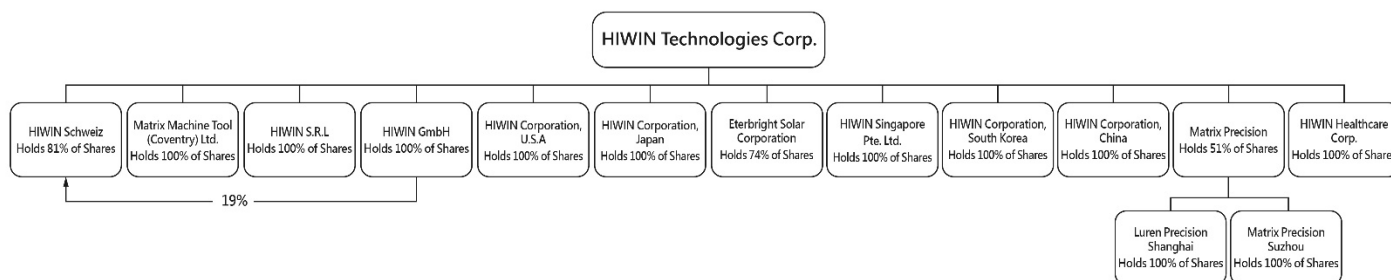 HIWIN Technologies Corp.
HIWIN Schweiz
Holds 81% of Shares
Matrix Machine Tool
(Coventry) Ltd.
Holds 100% of Shares
HIWIN S.R.L
Holds 100% of Shares
HIWIN GmbH
Holds 100% of Shares
HIWIN Corporation,
U.S.A
Holds 100% of Shares
HIWIN Corporation,
Japan
Holds 100% of Shares
Eterbright Solar
Corporation
Holds 74% of Shares
HIWIN Singapore
Pte. Ltd.
Holds 100% of Shares
HIWIN Corporation,
South Korea
Holds 100% of Shares
HIWIN Corporation,
China
Holds 100% of Shares
Matrix Precision
Holds 51% of Shares
HIWIN Healthcare
Corp.
Holds 100% of Shares
19%
Luren Precision
Shanghai
Holds 100% of Shares
Matrix Precision
Suzhou
Holds 100% of Shares